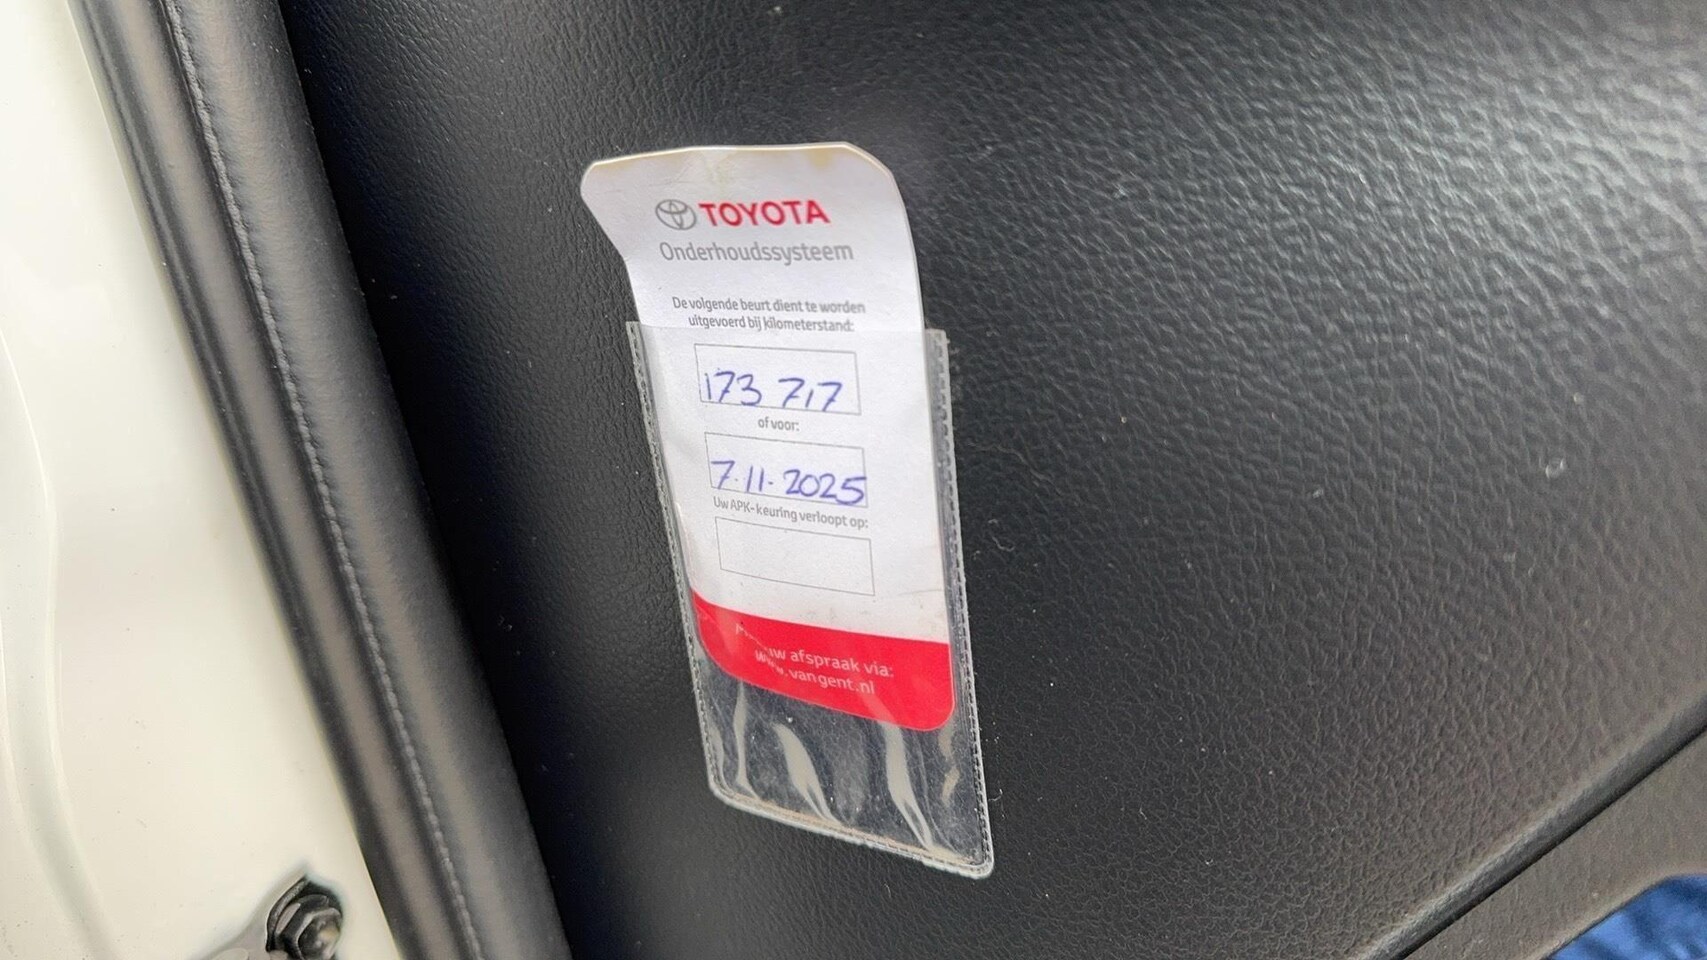 TOYOTA
Onderhoudssysteem
De volgende beurt dient te worden
uitgevoerd bij kilometerstand:
173 717
of voor:
7.11.2025
Uw APK-keuring verloopt op:
afspraak via:
www.vangent.nl